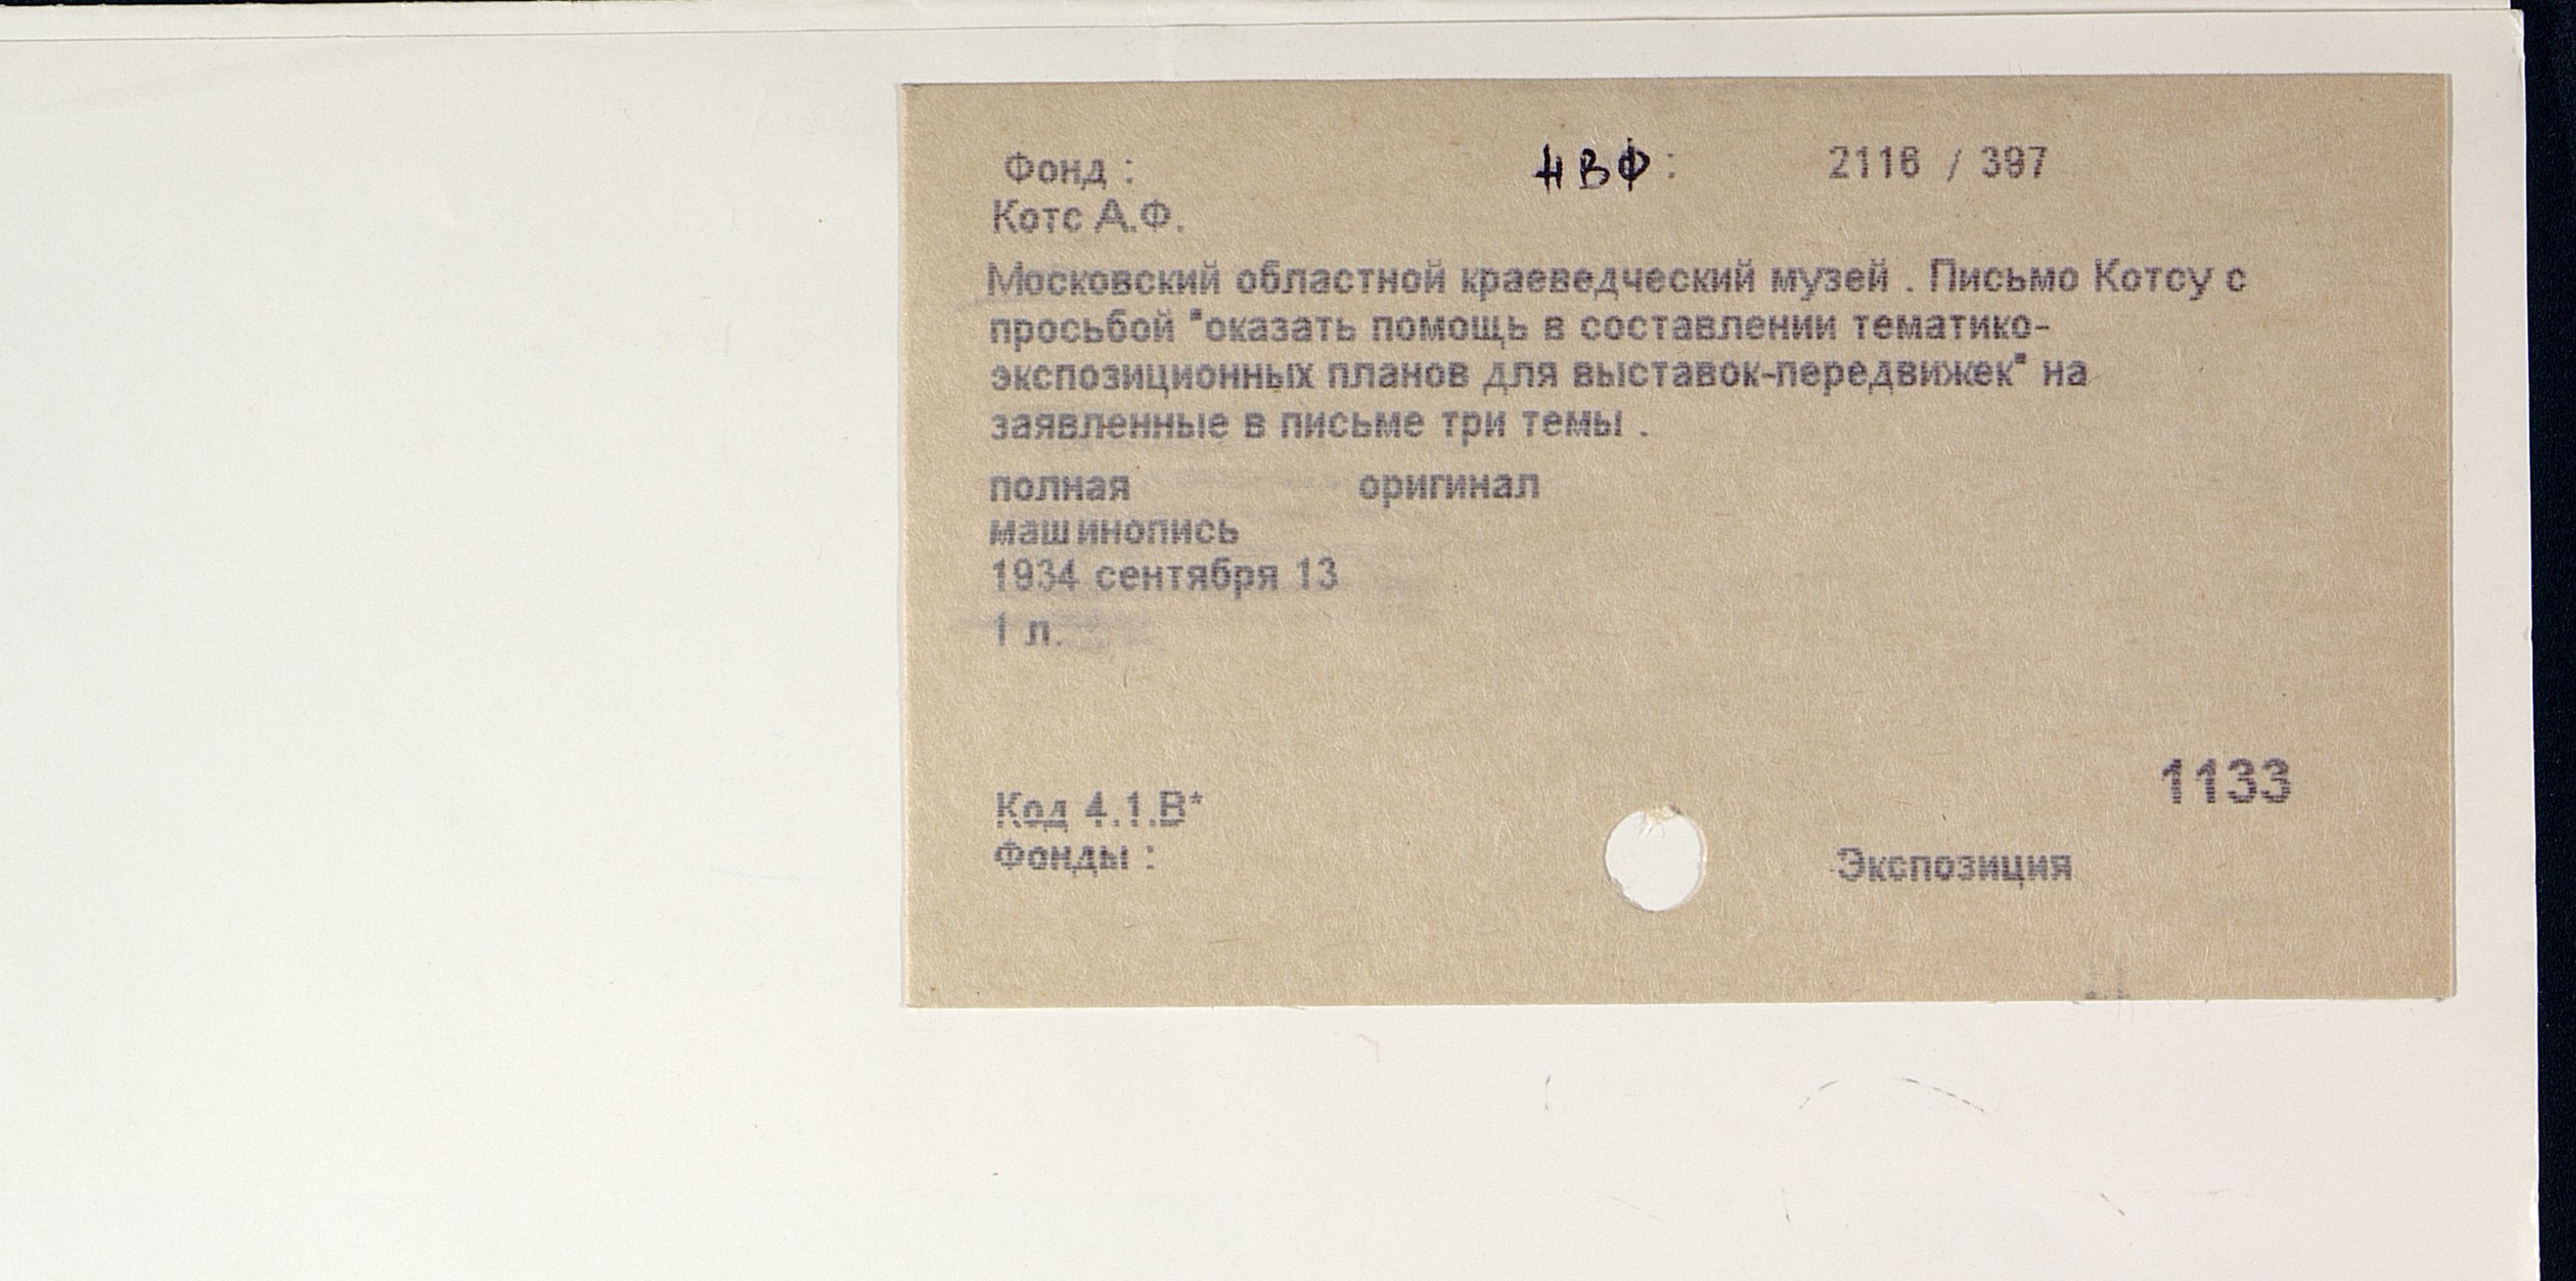 Фонд : НВФ: 2116 / 397
Котс А.Ф.
Московский областной краеведческий музей . Письмо Котсу с
просьбой "оказать помощь в составлении тематико-
экспозиционных планов для выставок-передвижек" на
заявленные в письме три темы .
полная оригинал
машинопись
1934 сентября 13
1 л.
1133
Код 4.1.В*
Фонды : Экспозиция